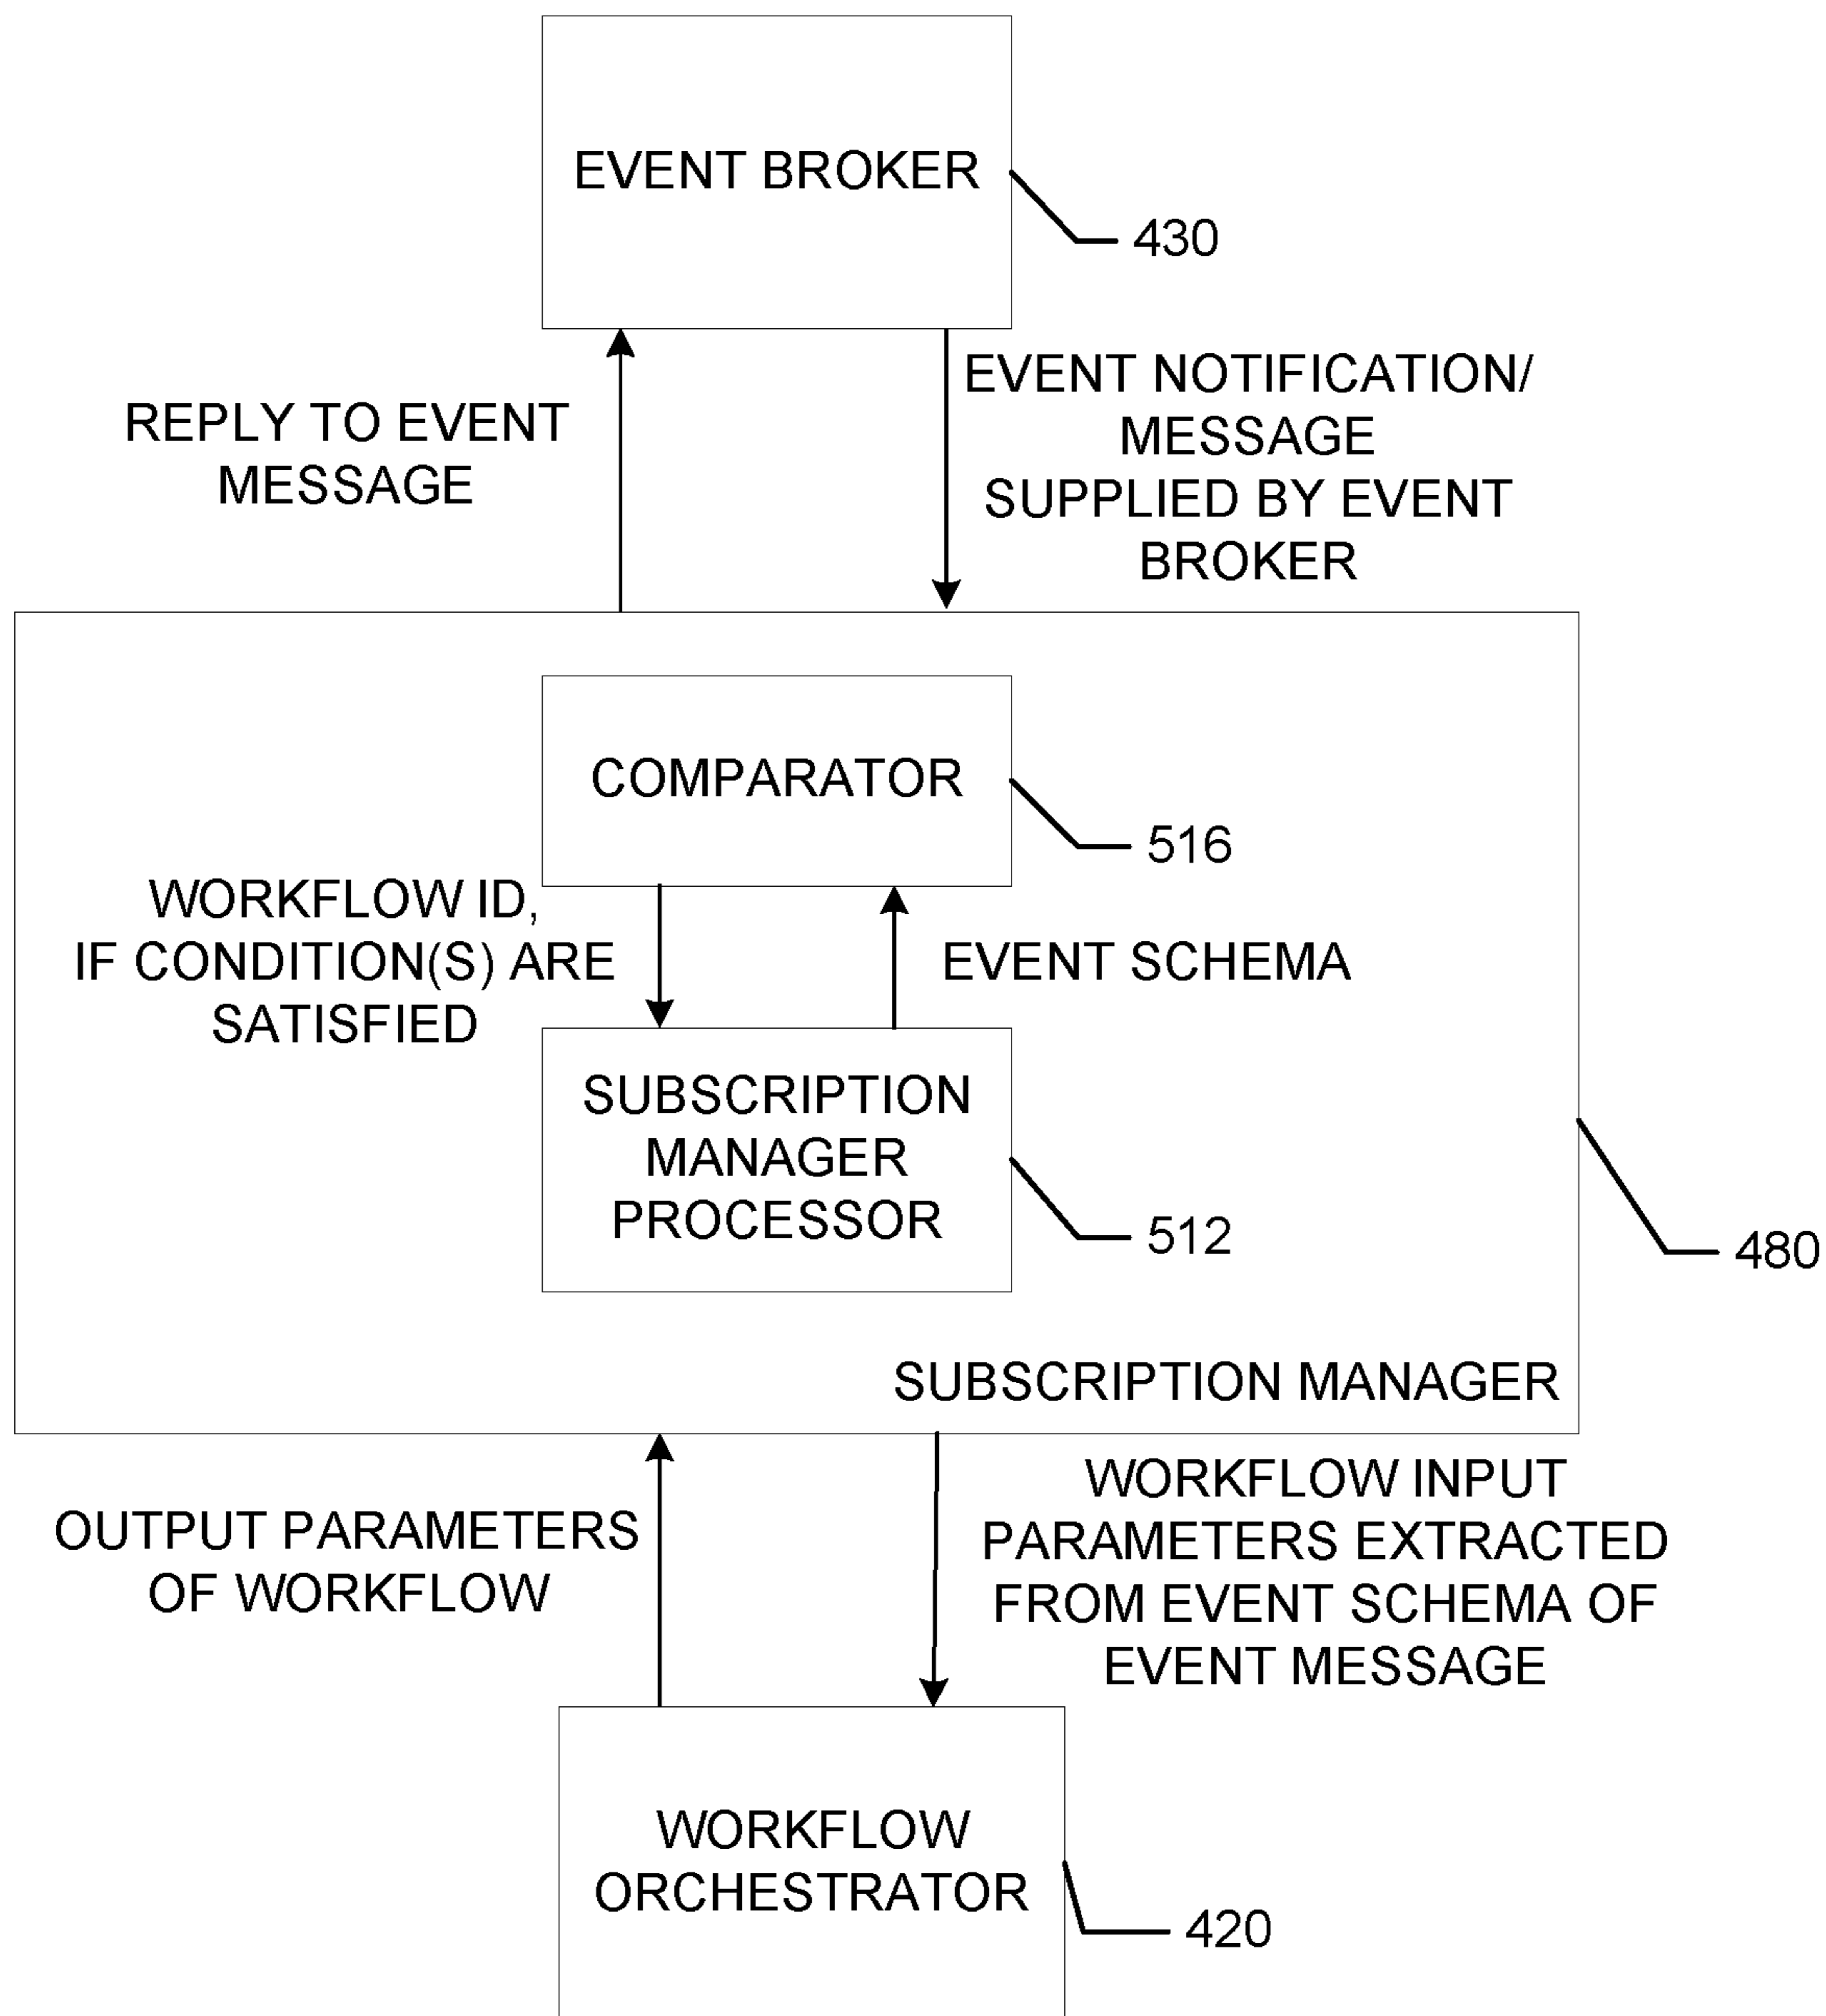 EVENT BROKER
430
REPLY TO EVENT
MESSAGE
EVENT NOTIFICATION/
MESSAGE
SUPPLIED BY EVENT
BROKER
COMPARATOR
516
WORKFLOW ID,
IF CONDITION(S) ARE
SATISFIED
EVENT SCHEMA
SUBSCRIPTION
MANAGER
PROCESSOR
512
480
SUBSCRIPTION MANAGER
OUTPUT PARAMETERS
OF WORKFLOW
WORKFLOW INPUT
PARAMETERS EXTRACTED
FROM EVENT SCHEMA OF
EVENT MESSAGE
WORKFLOW
ORCHESTRATOR
420